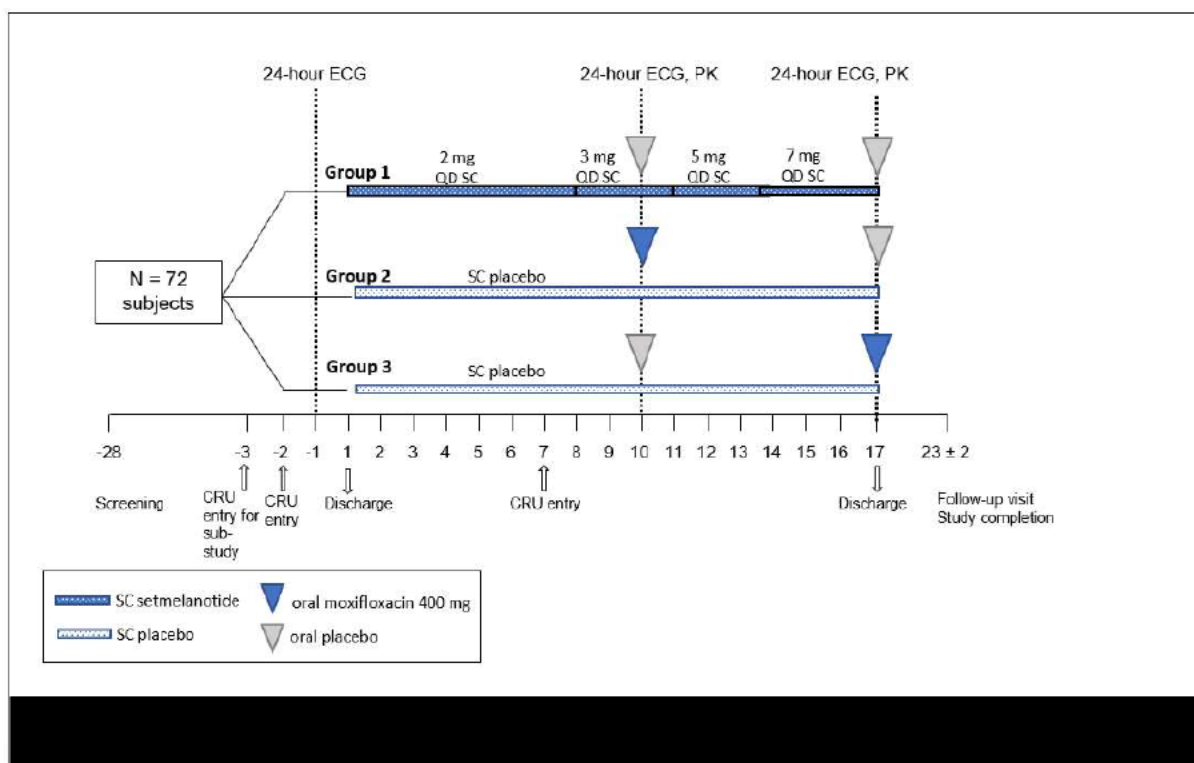 24-hour ECG
24-hour ECG, PK
24-hour ECG, PK
Group 1
2 mg
QD SC
3 mg
QD SC
5 mg
QD SC
7 mg
QD SC
N = 72
subjects
Group 2
SC placebo
Group 3
SC placebo
-28 -3 -2 -1 1 2 3 4 5 6 7 8 9 10 11 12 13 14 15 16 17 23 ± 2
Screening
CRU
entry for
sub-
study
CRU
entry
Discharge
CRU entry
Discharge
Follow-up visit
Study completion
SC setmelanotide
oral moxifloxacin 400 mg
SC placebo
oral placebo